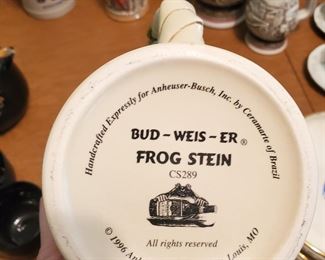 Handcrafted Expressly for Anheuser-Busch, Inc. by Ceramarte of Brazil
BUD-WEIS-ER®
FROG STEIN
CS289
All rights reserved
© 1996 Anh Louis, MO